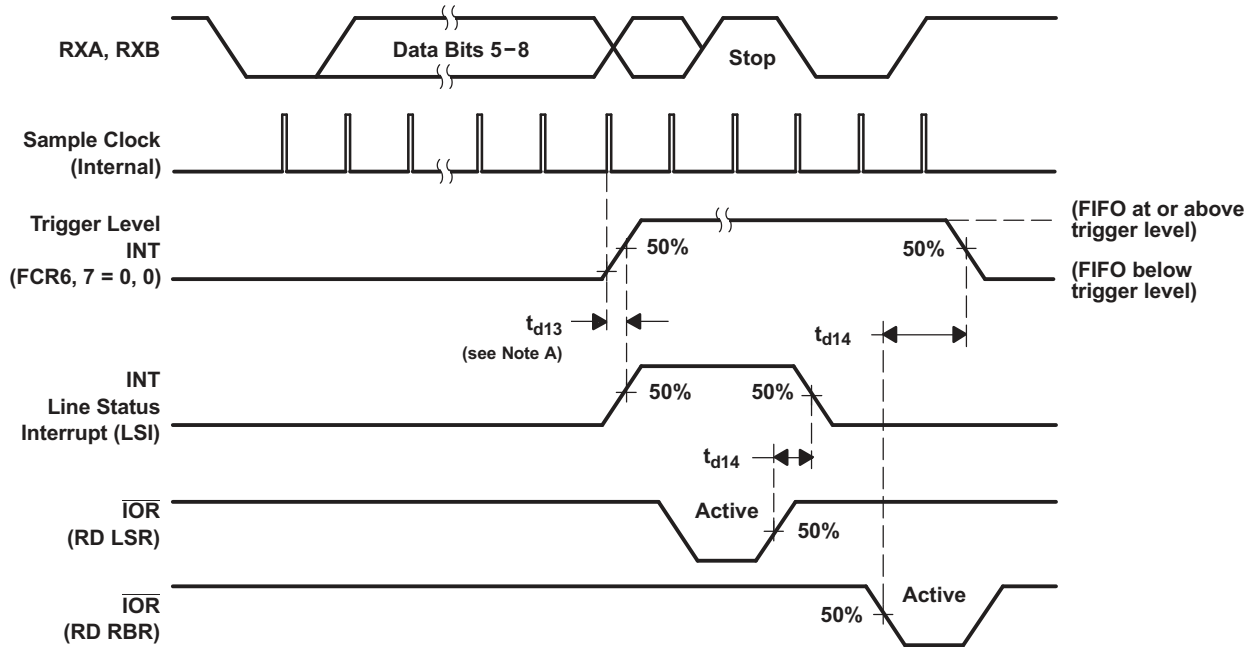 RXA, RXB
Data Bits 5−8
Stop
Sample Clock
(Internal)
Trigger Level
INT
(FCR6, 7 = 0, 0)
50%
50%
(FIFO at or above
trigger level)
(FIFO below
trigger level)
td13
(see Note A)
td14
INT
Line Status
Interrupt (LSI)
50%
50%
td14
IOR
(RD LSR)
Active
50%
IOR
(RD RBR)
50%
Active